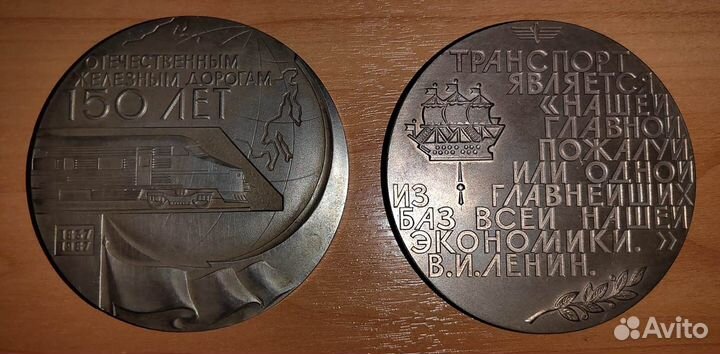 ОТЕЧЕСТВЕННЫМ
ЖЕЛЕЗНЫМ ДОРОГАМ-
150 ЛЕТ
1837
1987
ТРАНСПОРТ
ЯВЛЯЕТСЯ
«НАШЕЙ
ГЛАВНОЙ
ПОЖАЛУЙ
ИЛИ ОДНОЙ
ИЗ ГЛАВНЕЙШИХ
БАЗ ВСЕЙ НАШЕЙ
ЭКОНОМИКИ.»
В.И.ЛЕНИН.
Avito